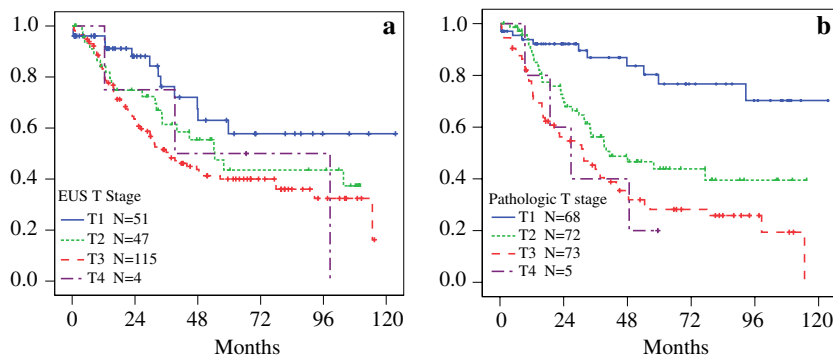 a
1.0
0.8
0.6
0.4
0.2
0.0
EUS T Stage
T1 N=51
T2 N=47
T3 N=115
T4 N=4
0 24 48 72 96 120
Months
b
1.0
0.8
0.6
0.4
0.2
0.0
Pathologic T stage
T1 N=68
T2 N=72
T3 N=73
T4 N=5
0 24 48 72 96 120
Months